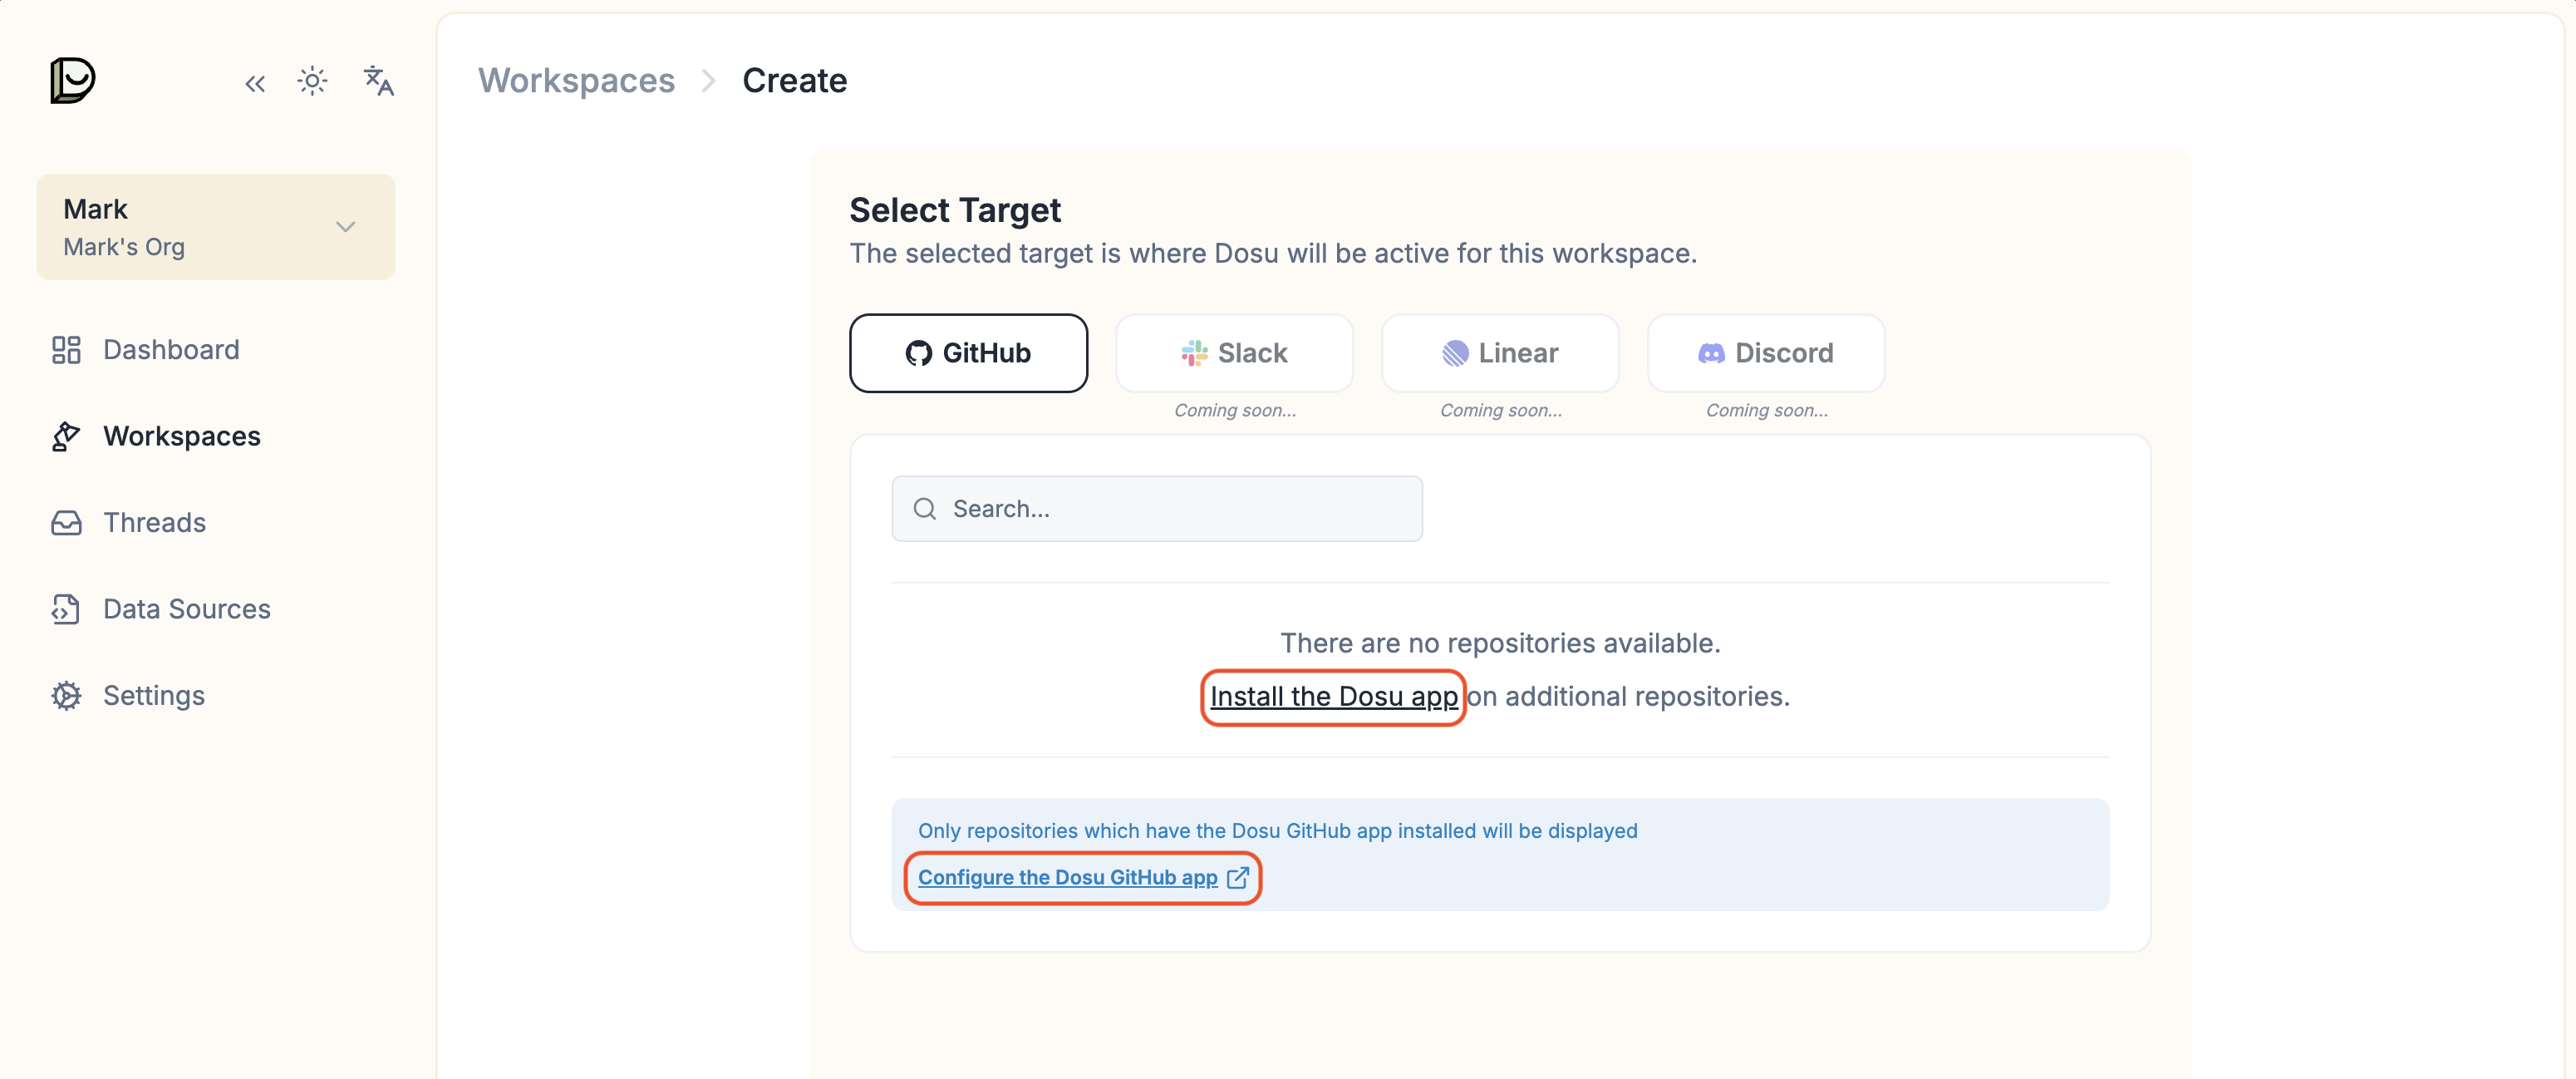 Workspaces > Create
Mark
Mark's Org
Dashboard
Workspaces
Threads
Data Sources
Settings
Select Target
The selected target is where Dosu will be active for this workspace.
GitHub
Slack
Linear
Discord
Coming soon...
Coming soon...
Coming soon...
Search...
There are no repositories available.
Install the Dosu app on additional repositories.
Only repositories which have the Dosu GitHub app installed will be displayed
Configure the Dosu GitHub app